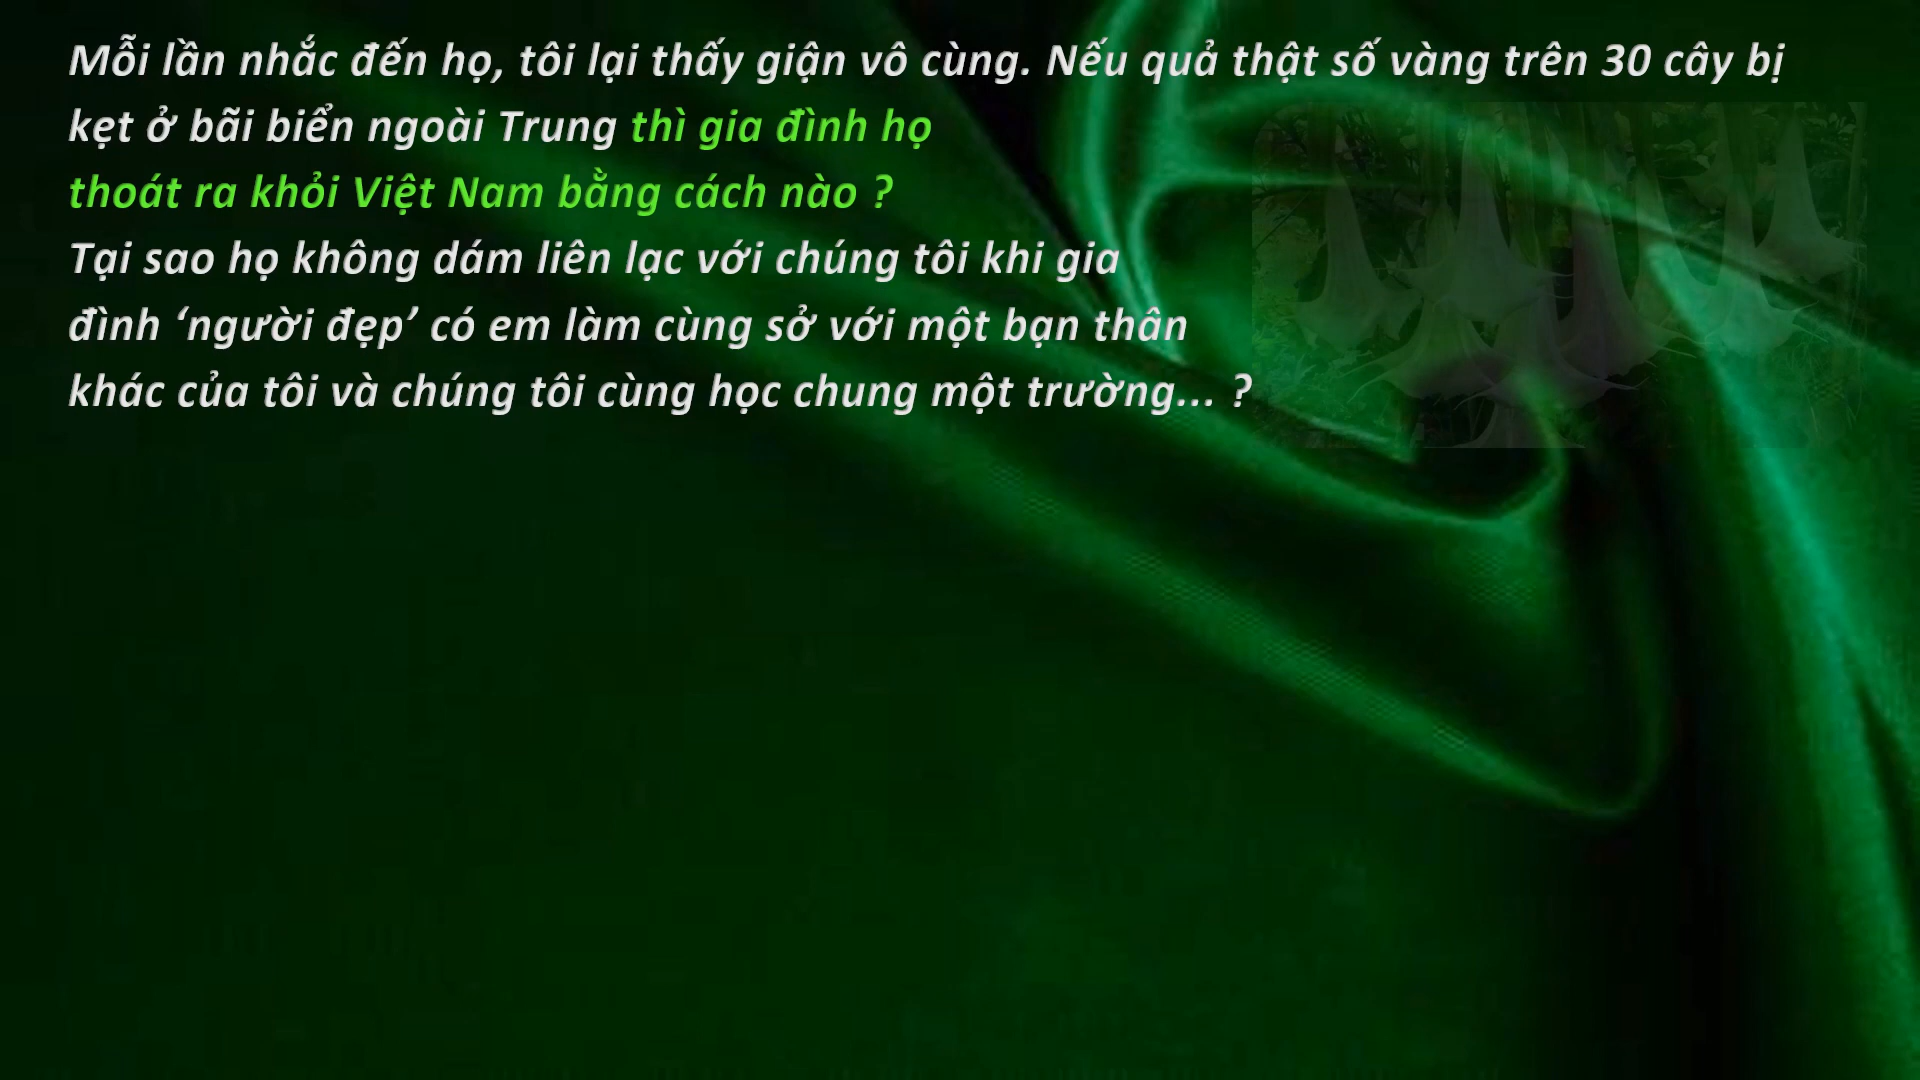 Mỗi lần nhắc đến họ, tôi lại thấy giận vô cùng. Nếu quả thật số vàng trên 30 cây bị
kẹt ở bãi biển ngoài Trung thì gia đình họ
thoát ra khỏi Việt Nam bằng cách nào ?
Tại sao họ không dám liên lạc với chúng tôi khi gia
đình ‘người đẹp’ có em làm cùng sở với một bạn thân
khác của tôi và chúng tôi cùng học chung một trường... ?